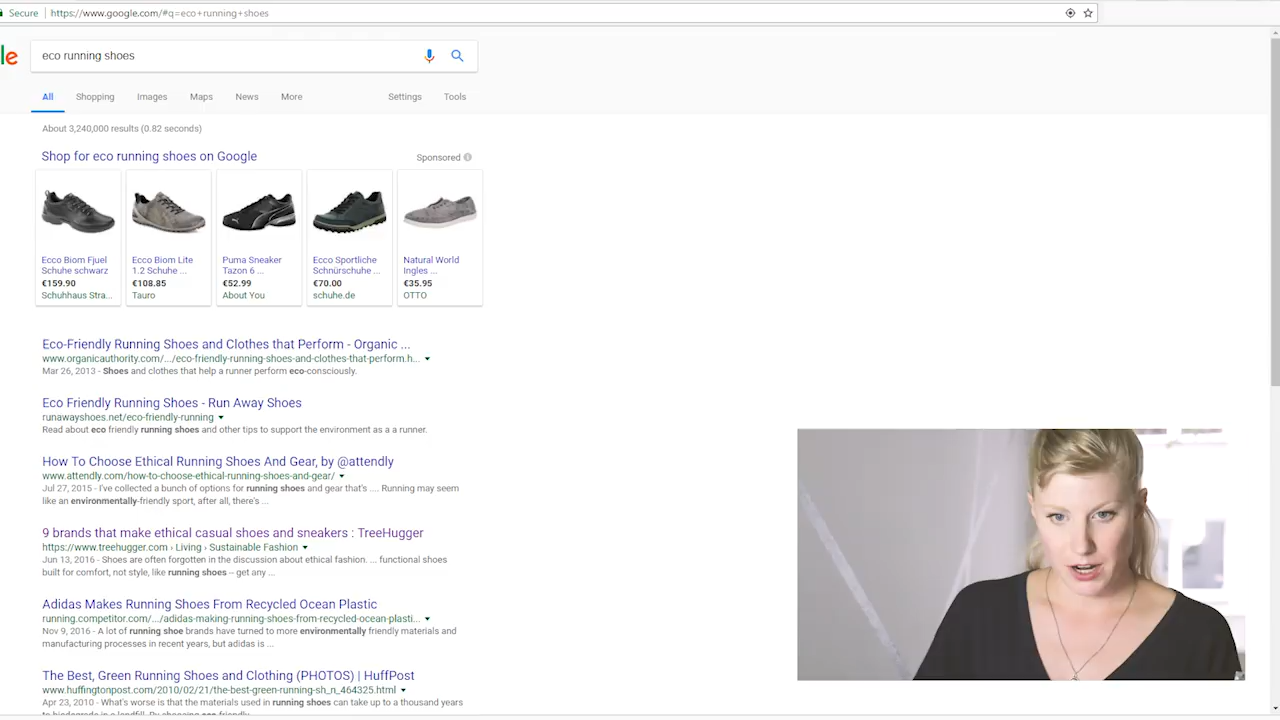 Secure https://www.google.com/#q=eco+running+shoes
le
eco running shoes
All Shopping Images Maps News More Settings Tools
About 3,240,000 results (0.82 seconds)
Shop for eco running shoes on Google Sponsored
Ecco Biom Fjuel
Schuhe schwarz
€159.90
Schuhhaus Stra...
Ecco Biom Lite
1.2 Schuhe ...
€108.85
Tauro
Puma Sneaker
Tazon 6 ...
€52.99
About You
Ecco Sportliche
Schnürschuhe ...
€70.00
schuhe.de
Natural World
Ingles ...
€35.95
OTTO
Eco-Friendly Running Shoes and Clothes that Perform - Organic ...
www.organicauthority.com/.../eco-friendly-running-shoes-and-clothes-that-perform.h...
Mar 26, 2013 - Shoes and clothes that help a runner perform eco-consciously.
Eco Friendly Running Shoes - Run Away Shoes
runawayshoes.net/eco-friendly-running
Read about eco friendly running shoes and other tips to support the environment as a a runner.
How To Choose Ethical Running Shoes And Gear, by @attendly
www.attendly.com/how-to-choose-ethical-running-shoes-and-gear/
Jul 27, 2015 - I've collected a bunch of options for running shoes and gear that's .... Running may seem
like an environmentally-friendly sport, after all, there's ...
9 brands that make ethical casual shoes and sneakers : TreeHugger
https://www.treehugger.com › Living › Sustainable Fashion
Jun 13, 2016 - Shoes are often forgotten in the discussion about ethical fashion. ... functional shoes
built for comfort, not style, like running shoes -- get any ...
Adidas Makes Running Shoes From Recycled Ocean Plastic
running.competitor.com/.../adidas-making-running-shoes-from-recycled-ocean-plasti...
Nov 9, 2016 - A lot of running shoe brands have turned to more environmentally friendly materials and
manufacturing processes in recent years, but adidas is ...
The Best, Green Running Shoes and Clothing (PHOTOS) | HuffPost
www.huffingtonpost.com/2010/02/21/the-best-green-running-sh_n_464325.html
Apr 23, 2010 - What's worse is that the materials used in running shoes can take up to a thousand years
to biodegrade in a landfill. By choosing eco friendly